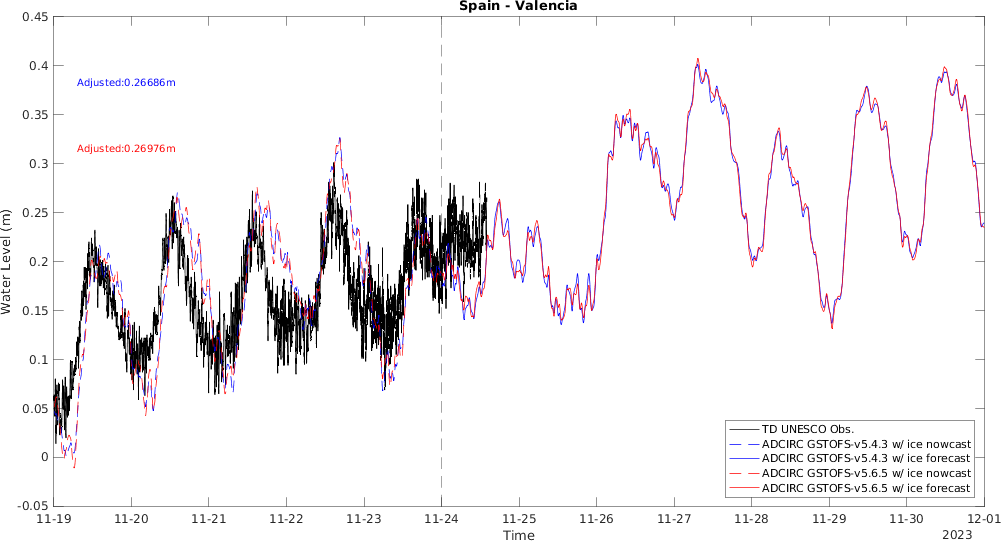 Spain - Valencia
0.45
0.4
0.35
0.3
0.25
0.2
0.15
0.1
0.05
0
-0.05
Water Level (m)
Adjusted:0.26686m
Adjusted:0.26976m
TD UNESCO Obs.
ADCIRC GSTOFS-v5.4.3 w/ ice nowcast
ADCIRC GSTOFS-v5.4.3 w/ ice forecast
ADCIRC GSTOFS-v5.6.5 w/ ice nowcast
ADCIRC GSTOFS-v5.6.5 w/ ice forecast
11-19 11-20 11-21 11-22 11-23 11-24 11-25 11-26 11-27 11-28 11-29 11-30 12-01
Time
2023